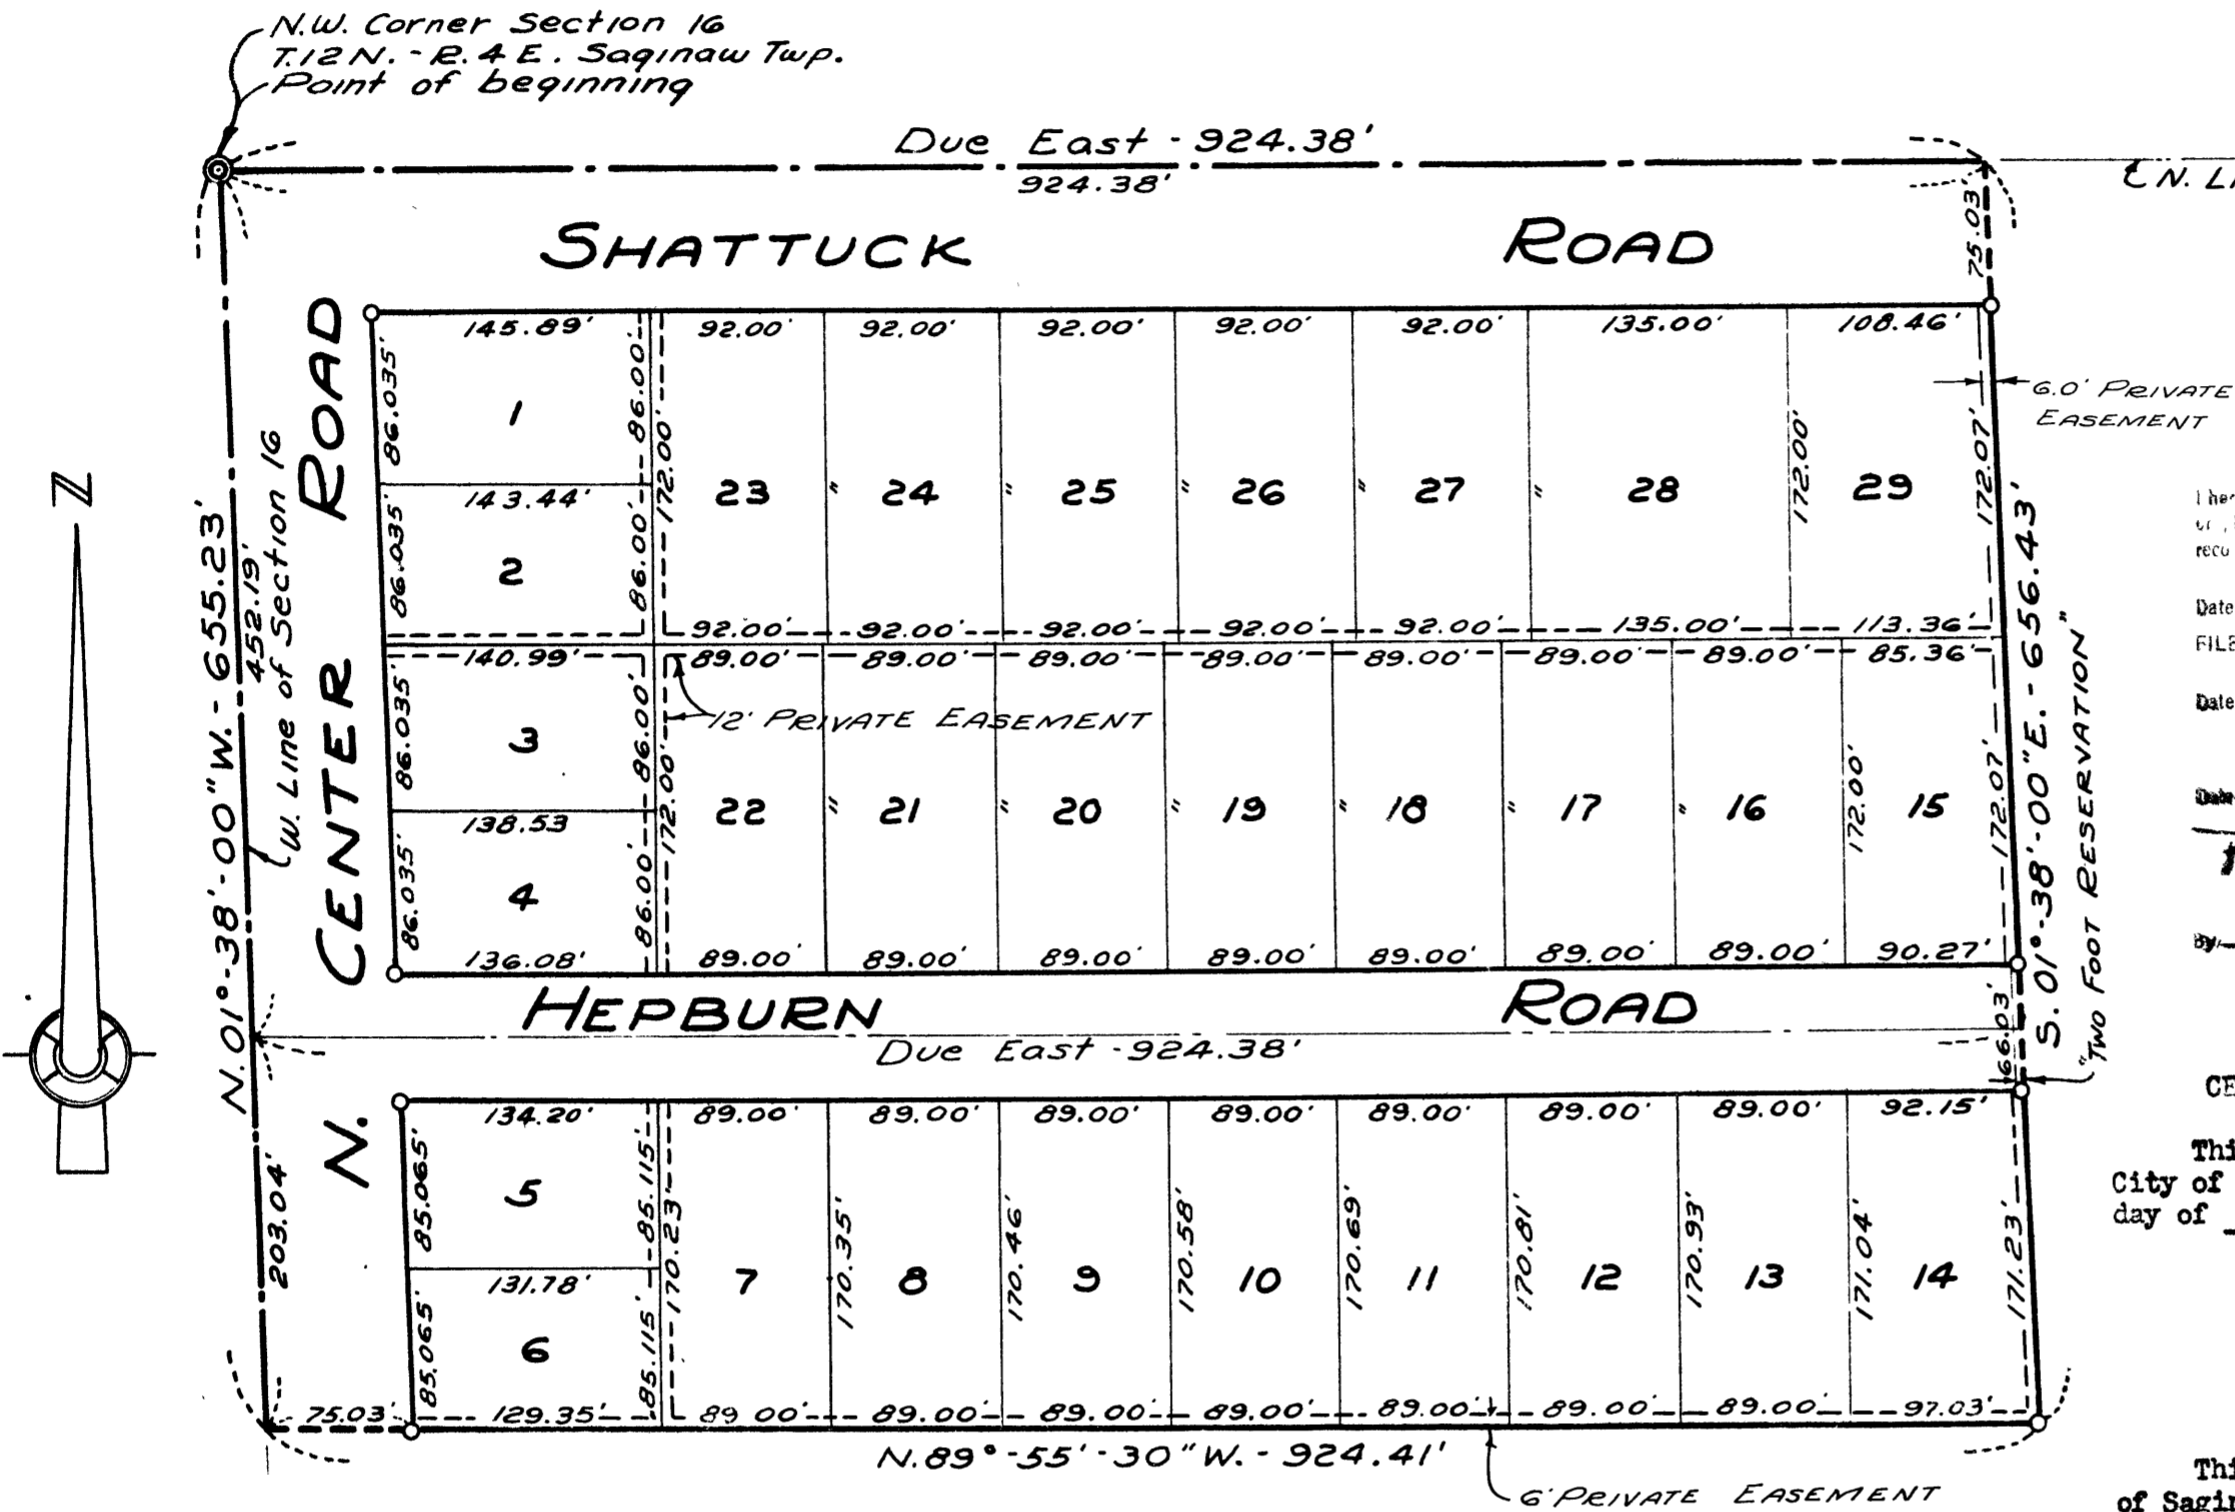 N.W. Corner Section 16
T.12 N. - R. 4 E. Saginaw Twp.
Point of beginning
Due East - 924.38'
924.38'
℄ N. L
75.03'
SHATTUCK ROAD
145.89' 92.00' 92.00' 92.00' 92.00' 92.00' 135.00' 108.46'
86.035' 1 86.00'
6.0' PRIVATE
EASEMENT
143.44'
86.035' 2 86.00'
172.00' 23 " 24 " 25 " 26 " 27 " 28 172.00' 29 172.07'
92.00' 92.00' 92.00' 92.00' 92.00' 135.00' 113.36'
140.99' 89.00' 89.00' 89.00' 89.00' 89.00' 89.00' 89.00' 85.36'
12' PRIVATE EASEMENT
86.035' 3 86.00'
138.53
86.035' 4 86.00'
172.00' 22 " 21 " 20 " 19 " 18 " 17 " 16 172.00' 15 172.07'
136.08' 89.00' 89.00' 89.00' 89.00' 89.00' 89.00' 89.00' 90.27'
N. CENTER ROAD
N.01°-38'-00"W. - 655.23'
452.19'
W. Line of Section 16
203.04'
N
S. 01°-38'-00"E. - 656.43'
"TWO FOOT RESERVATION"
HEPBURN ROAD
66.03'
Due East - 924.38'
134.20' 89.00' 89.00' 89.00' 89.00' 89.00' 89.00' 89.00' 92.15'
85.065' 5 85.115'
131.78'
85.065' 6 85.115'
170.23' 7 170.35' 8 170.46' 9 170.58' 10 170.69' 11 170.81' 12 170.93' 13 171.04' 14 171.23'
75.03' 129.35' 89 00' 89.00' 89.00' 89.00' 89.00' 89.00' 89.00' 97.03'
N.89°-55'-30"W. - 924.41'
6' PRIVATE EASEMENT
I her
reco
Date
FILE
Date
By
CE
Thi
City of
day of
Thi
of Sagi